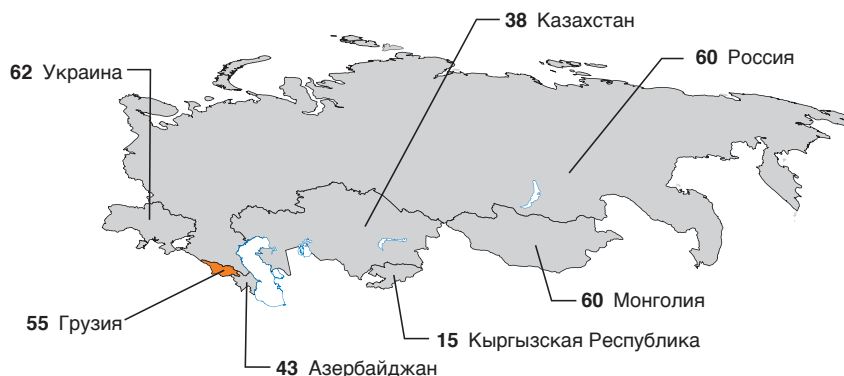 38 Казахстан
60 Россия
62 Украина
60 Монголия
55 Грузия
15 Кыргызская Республика
43 Азербайджан